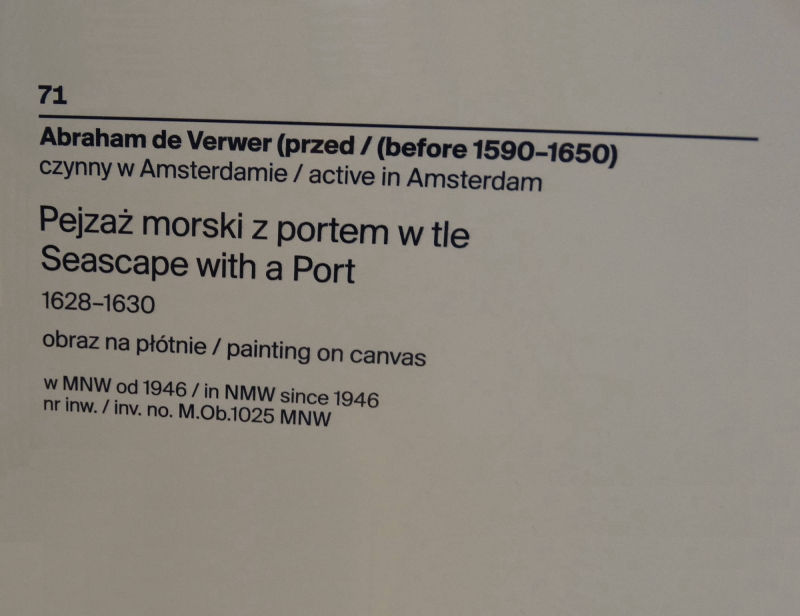 71
Abraham de Verwer (przed / (before 1590–1650)
czynny w Amsterdamie / active in Amsterdam
Pejzaż morski z portem w tle
Seascape with a Port
1628–1630
obraz na płótnie / painting on canvas
w MNW od 1946 / in NMW since 1946
nr inw. / inv. no. M.Ob.1025 MNW